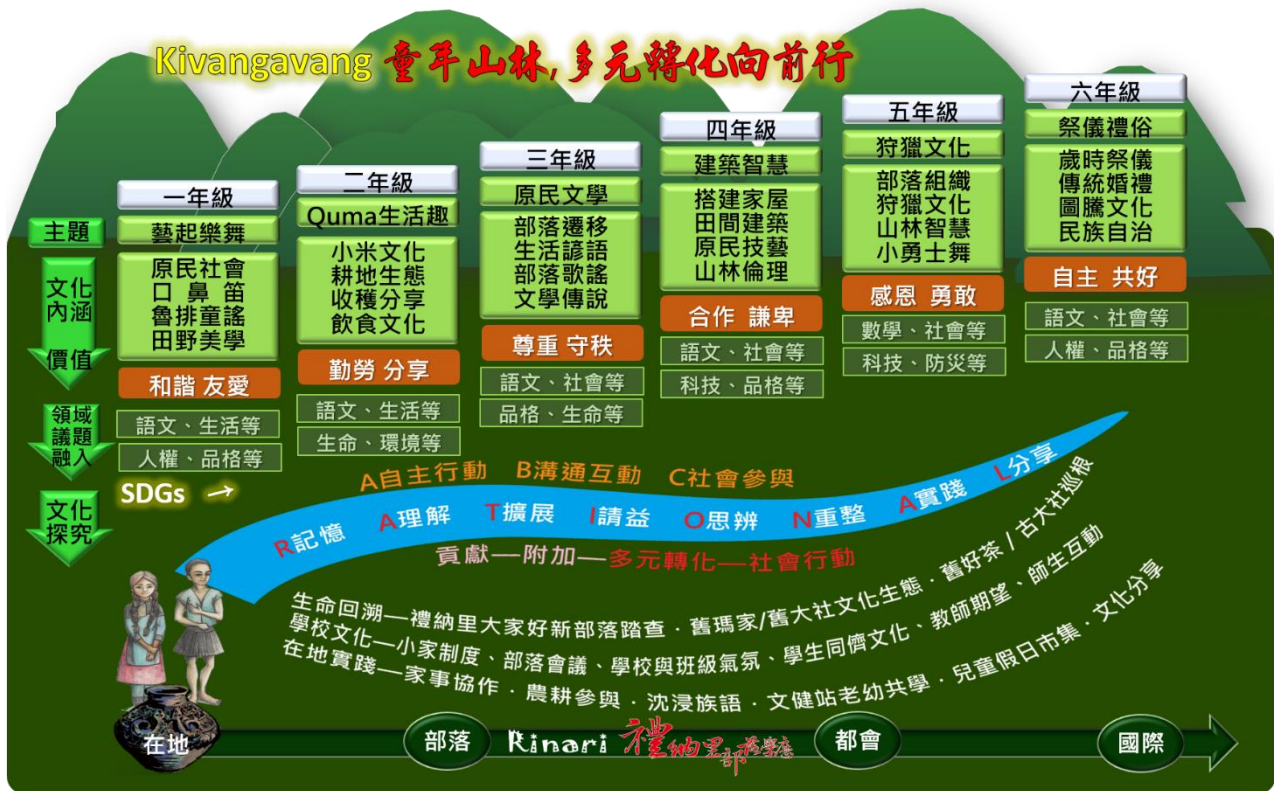 Kivangavang 童年山林,多元轉化向前行
主題
文化
內涵
價值
領域
議題
融入
文化
探究
一年級
藝起樂舞
原民社會
口 鼻 笛
魯排童謠
田野美學
和諧 友愛
語文、生活等
人權、品格等
二年級
Quma生活趣
小米文化
耕地生態
收穫分享
飲食文化
勤勞 分享
語文、生活等
生命、環境等
三年級
原民文學
部落遷移
生活諺語
部落歌謠
文學傳說
尊重 守秩
語文、社會等
品格、生命等
四年級
建築智慧
搭建家屋
田間建築
原民技藝
山林倫理
合作 謙卑
語文、社會等
科技、品格等
五年級
狩獵文化
部落組織
狩獵文化
山林智慧
小勇士舞
感恩 勇敢
數學、社會等
科技、防災等
六年級
祭儀禮俗
歲時祭儀
傳統婚禮
圖騰文化
民族自治
自主 共好
語文、社會等
人權、品格等
SDGs →
A自主行動 B溝通互動 C社會參與
R記憶 A理解 T擴展 I請益 O思辨 N重整 A實踐 L分享
貢獻—附加—多元轉化—社會行動
生命回溯—禮納里大家好新部落踏查．舊瑪家/舊大社文化生態．舊好茶 / 古大社巡根
學校文化—小家制度、部落會議、學校與班級氣氛、學生同儕文化、教師期望、師生互動
在地實踐—家事協作．農耕參與．沈浸族語．文健站老幼共學．兒童假日市集．文化分享
在地
部落
Rinari 禮納里部落學應
都會
國際